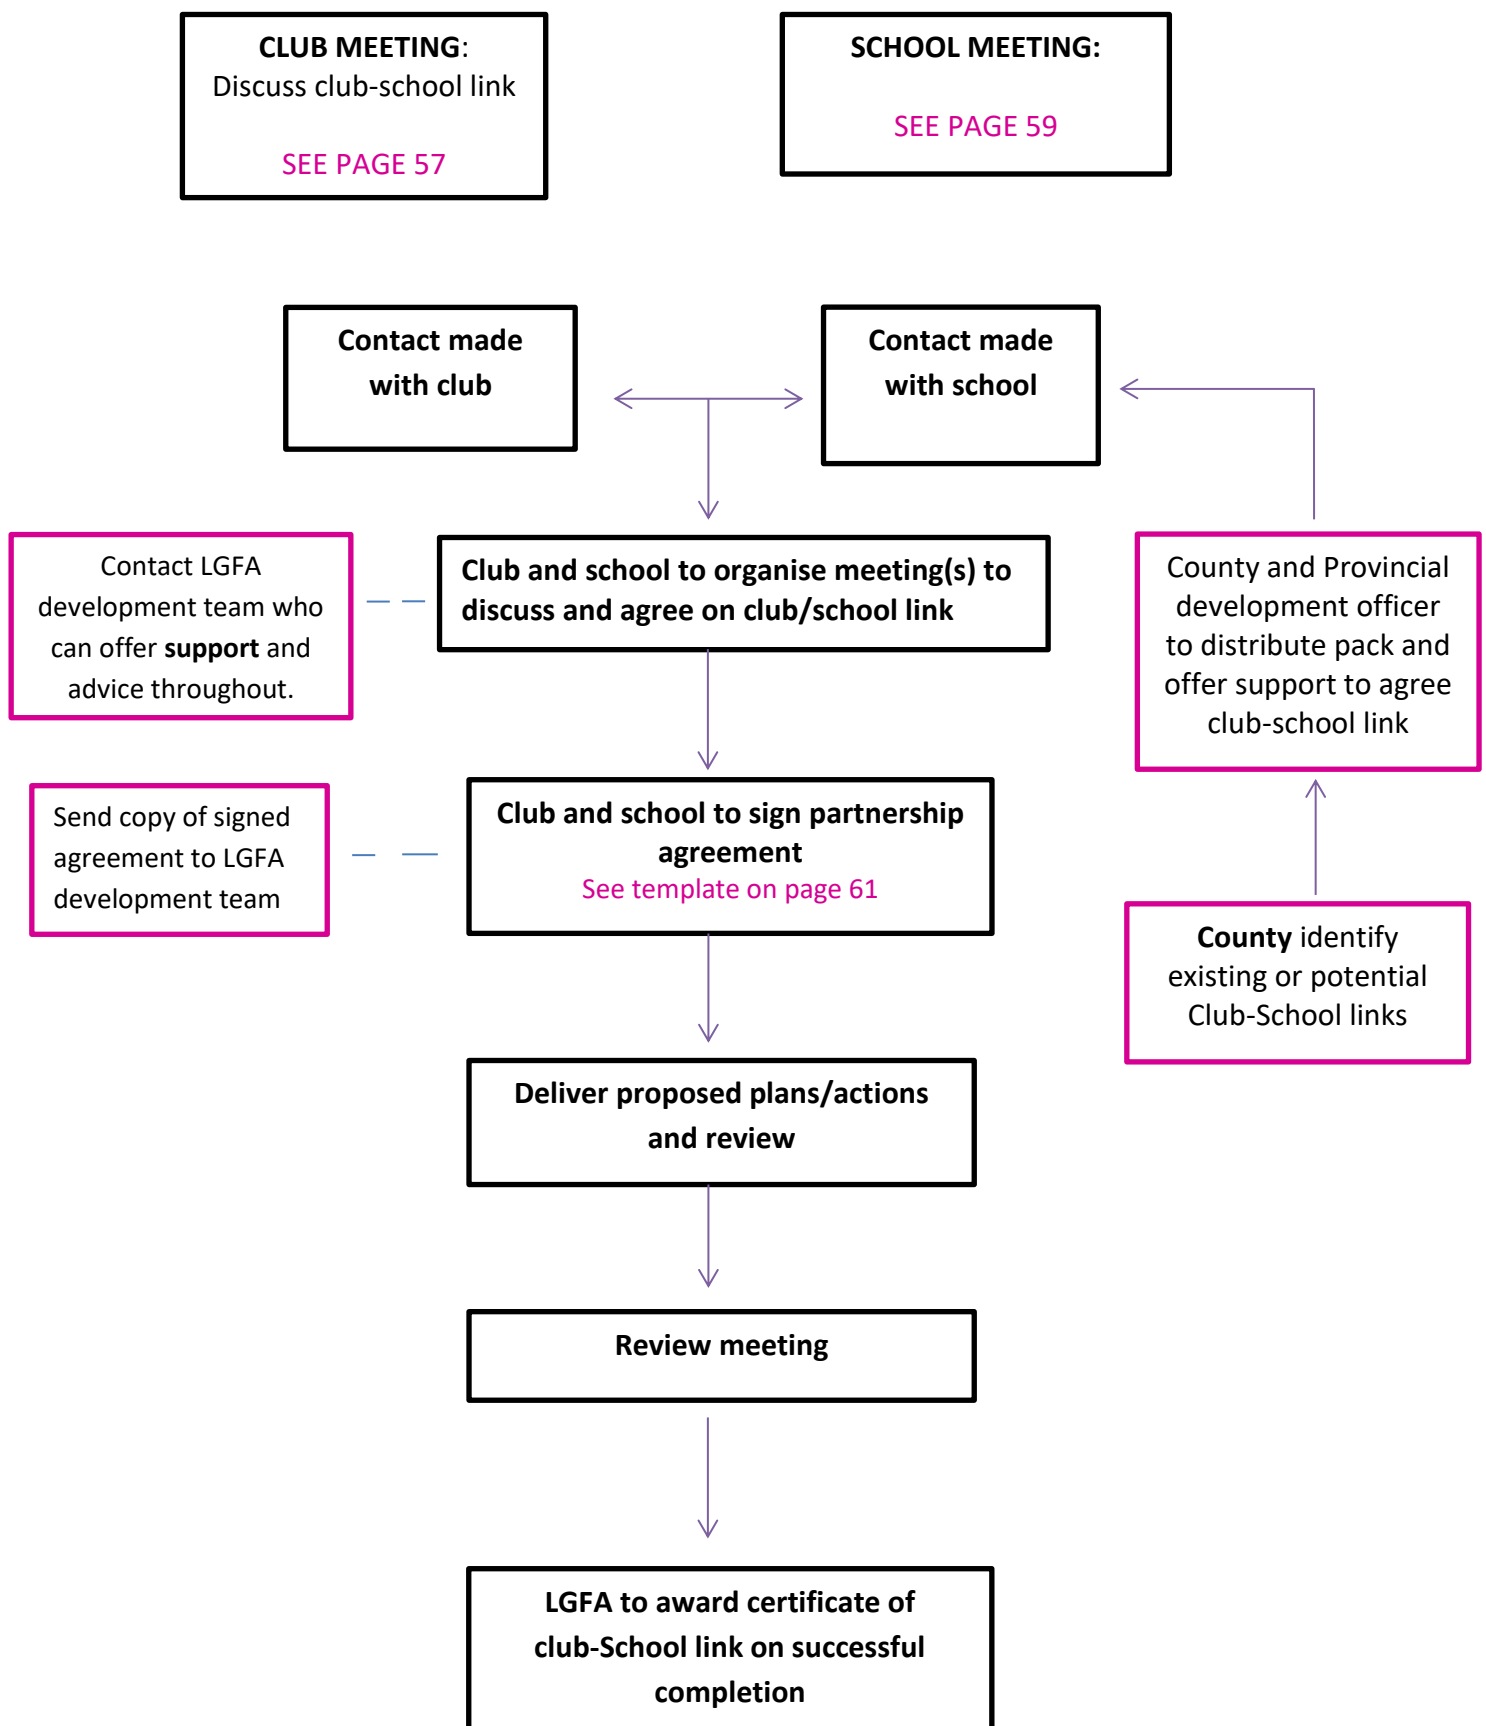 CLUB MEETING:
Discuss club-school link
SEE PAGE 57
SCHOOL MEETING:
SEE PAGE 59
Contact made
with club
Contact made
with school
Contact LGFA
development team who
can offer support and
advice throughout.
Club and school to organise meeting(s) to
discuss and agree on club/school link
County and Provincial
development officer
to distribute pack and
offer support to agree
club-school link
Send copy of signed
agreement to LGFA
development team
Club and school to sign partnership
agreement
See template on page 61
County identify
existing or potential
Club-School links
Deliver proposed plans/actions
and review
Review meeting
LGFA to award certificate of
club-School link on successful
completion